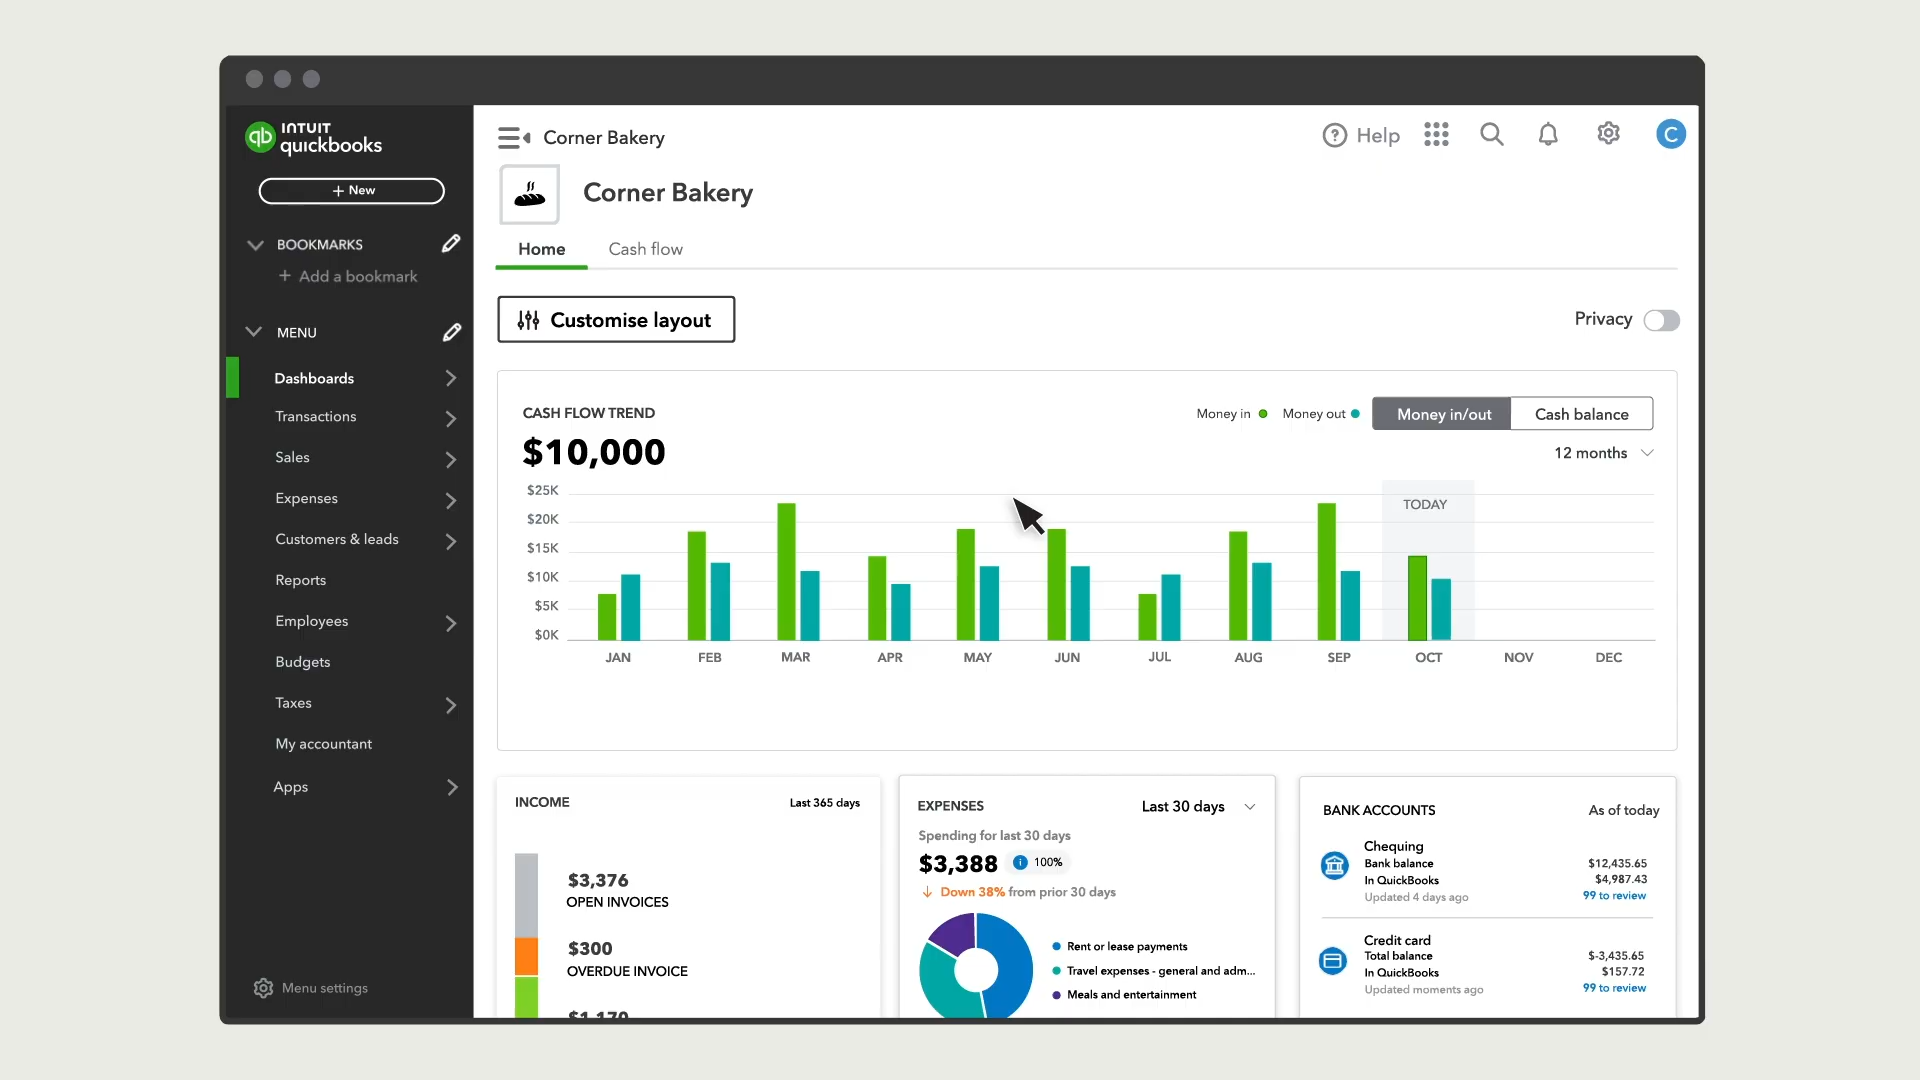 INTUIT
quickbooks
+ New
BOOKMARKS
+ Add a bookmark
MENU
Dashboards
Transactions
Sales
Expenses
Customers & leads
Reports
Employees
Budgets
Taxes
My accountant
Apps
Menu settings
Corner Bakery
? Help
C
Corner Bakery
Home Cash flow
Customise layout
Privacy
CASH FLOW TREND
Money in Money out Money in/out Cash balance
$10,000
12 months
$25K
$20K
$15K
$10K
$5K
$0K
TODAY
JAN FEB MAR APR MAY JUN JUL AUG SEP OCT NOV DEC
INCOME Last 365 days
$3,376
OPEN INVOICES
$300
OVERDUE INVOICE
$1,170
EXPENSES Last 30 days
Spending for last 30 days
$3,388 i 100%
Down 38% from prior 30 days
Rent or lease payments
Travel expenses - general and adm...
Meals and entertainment
BANK ACCOUNTS As of today
Chequing
Bank balance $12,435.65
In QuickBooks $4,987.43
Updated 4 days ago 99 to review
Credit card
Total balance $-3,435.65
In QuickBooks $157.72
Updated moments ago 99 to review